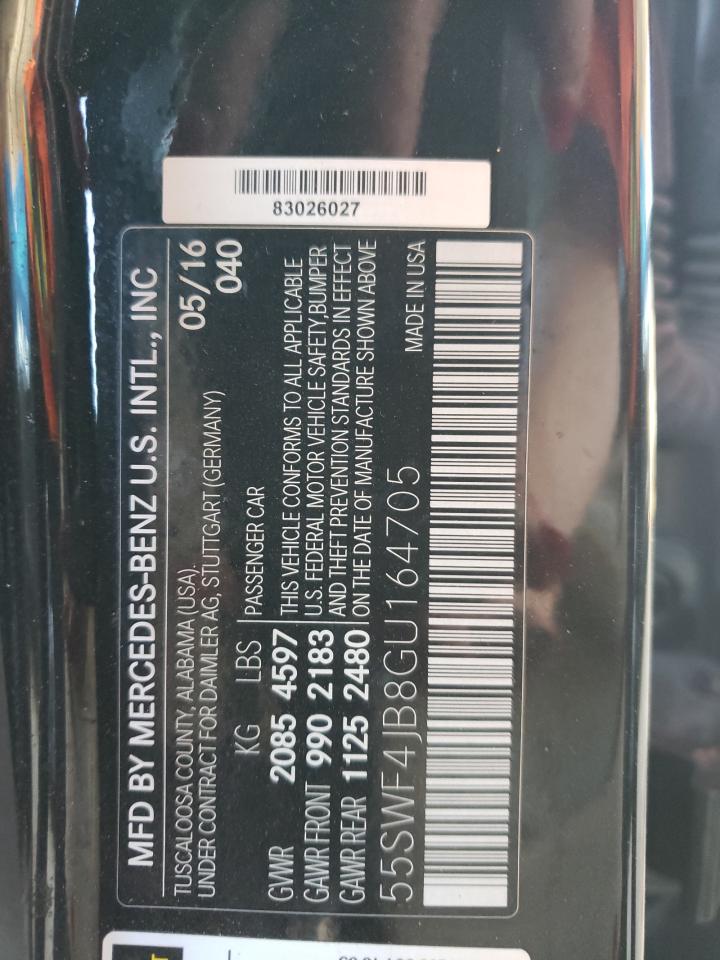 83026027
MFD BY MERCEDES-BENZ U.S. INTL., INC
TUSCALOOSA COUNTY, ALABAMA (USA). 05/16
UNDER CONTRACT FOR DAIMLER AG, STUTTGART (GERMANY) 040
KG LBS PASSENGER CAR
GWR 2085 4597 THIS VEHICLE CONFORMS TO ALL APPLICABLE
GAWR FRONT 990 2183 U.S. FEDERAL MOTOR VEHICLE SAFETY, BUMPER
GAWR REAR 1125 2480 AND THEFT PREVENTION STANDARDS IN EFFECT
ON THE DATE OF MANUFACTURE SHOWN ABOVE
55SWF4JB8GU164705 MADE IN USA